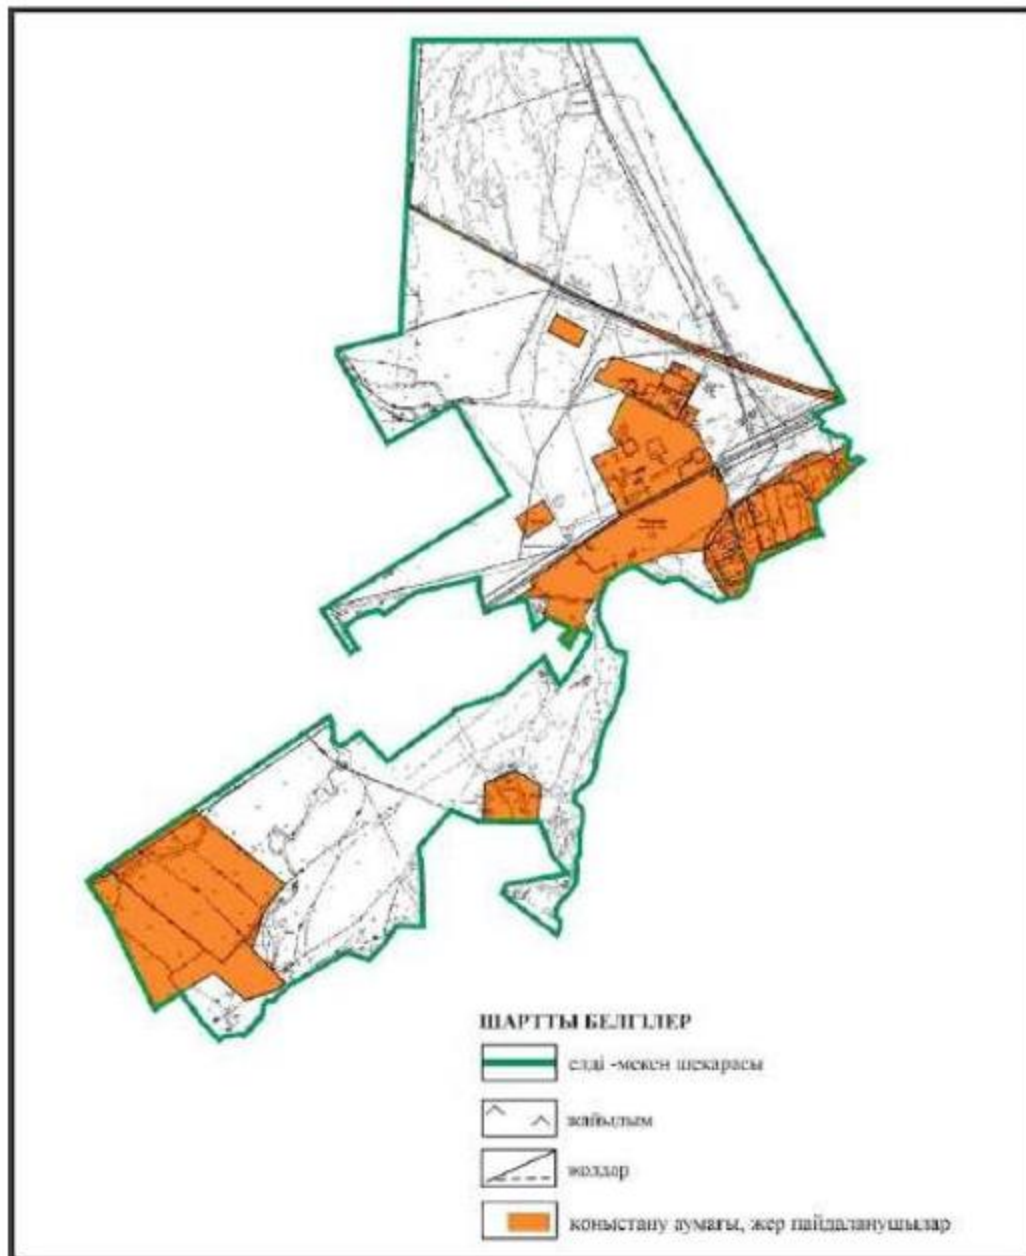 ШАРТТЫ БЕЛГІЛЕР
елді -мекен шекарасы
жайылым
жолдар
қоныстану аумағы, жер пайдаланушылар